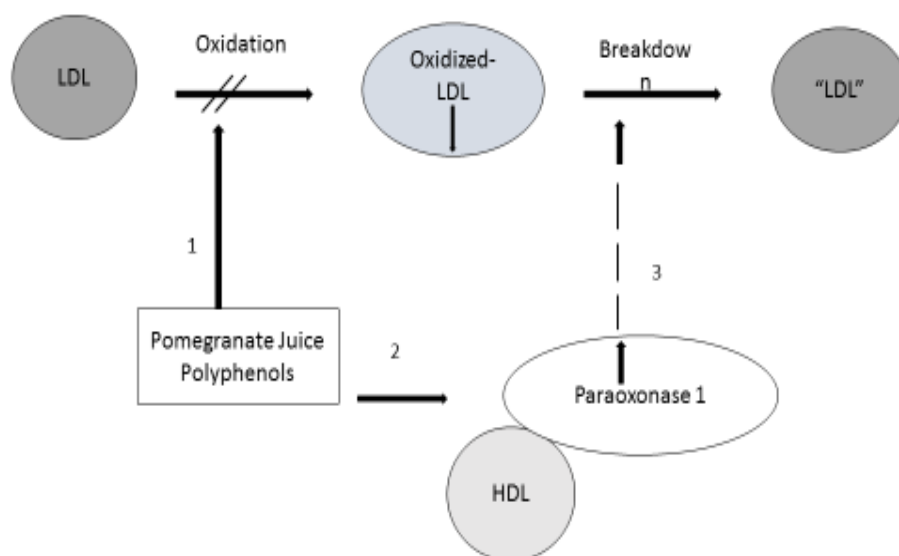 Oxidation
LDL
Oxidized-
LDL
Breakdow
n
“LDL”
1
Pomegranate Juice
Polyphenols
2
3
Paraoxonase 1
HDL